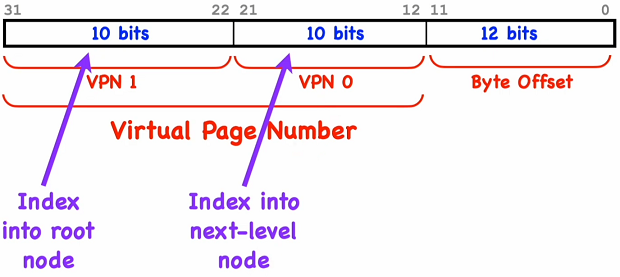 31 22 21 12 11 0
10 bits 10 bits 12 bits
VPN 1 VPN 0 Byte Offset
Virtual Page Number
Index
into root
node
Index into
next-level
node